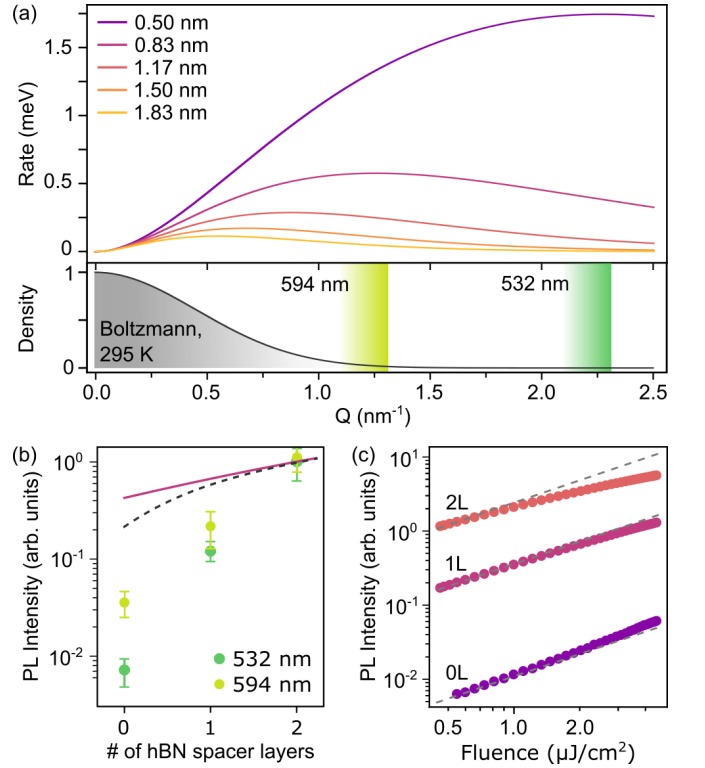 (a)
0.50 nm
0.83 nm
1.17 nm
1.50 nm
1.83 nm
Rate (meV)
1.5
1
0.5
0
Density
1
0
594 nm
532 nm
Boltzmann,
295 K
0.0 0.5 1.0 1.5 2.0 2.5
Q (nm⁻¹)
(b)
PL Intensity (arb. units)
10⁰
10⁻¹
10⁻²
532 nm
594 nm
0 1 2
# of hBN spacer layers
(c)
PL Intensity (arb. units)
10¹
10⁰
10⁻¹
10⁻²
2L
1L
0L
0.5 1.0 2.0
Fluence (µJ/cm²)